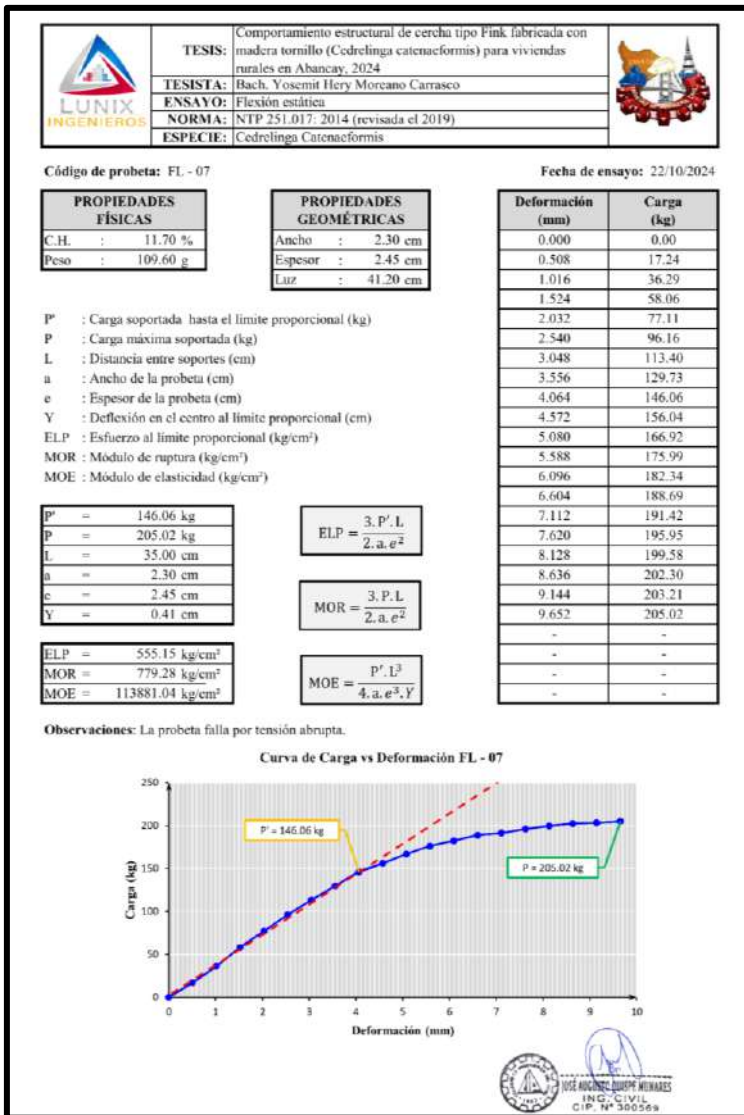 LUNIX
INGENIEROS
TESIS: Comportamiento estructural de cercha tipo Fink fabricada con
madera tornillo (Cedrelinga catenaeformis) para viviendas
rurales en Abancay, 2024
TESISTA: Bach. Yosemit Hery Moreano Carrasco
ENSAYO: Flexión estática
NORMA: NTP 251.017: 2014 (revisada el 2019)
ESPECIE: Cedrelinga Catenaeformis
Código de probeta: FL - 07
Fecha de ensayo: 22/10/2024
PROPIEDADES
FÍSICAS
C.H. : 11.70 %
Peso : 109.60 g
PROPIEDADES
GEOMÉTRICAS
Ancho : 2.30 cm
Espesor : 2.45 cm
Luz : 41.20 cm
Deformación Carga
(mm) (kg)
0.000 0.00
0.508 17.24
1.016 36.29
1.524 58.06
2.032 77.11
2.540 96.16
3.048 113.40
3.556 129.73
4.064 146.06
4.572 156.04
5.080 166.92
5.588 175.99
6.096 182.34
6.604 188.69
7.112 191.42
7.620 195.95
8.128 199.58
8.636 202.30
9.144 203.21
9.652 205.02
- -
- -
- -
- -
P' : Carga soportada hasta el límite proporcional (kg)
P : Carga máxima soportada (kg)
L : Distancia entre soportes (cm)
a : Ancho de la probeta (cm)
e : Espesor de la probeta (cm)
Y : Deflexión en el centro al límite proporcional (cm)
ELP : Esfuerzo al límite proporcional (kg/cm²)
MOR : Módulo de ruptura (kg/cm²)
MOE : Módulo de elasticidad (kg/cm²)
P' = 146.06 kg
P = 205.02 kg
L = 35.00 cm
a = 2.30 cm
e = 2.45 cm
Y = 0.41 cm
ELP = 555.15 kg/cm²
MOR = 779.28 kg/cm²
MOE = 113881.04 kg/cm²
ELP = 3.P'.L / 2.a.e²
MOR = 3.P.L / 2.a.e²
MOE = P'.L³ / 4.a.e³.Y
Observaciones: La probeta falla por tensión abrupta.
Curva de Carga vs Deformación FL - 07
Carga (kg)
250
200
150
100
50
0
P' = 146.06 kg
P = 205.02 kg
0 1 2 3 4 5 6 7 8 9 10
Deformación (mm)
JOSÉ AUGUSTO QUISPE MIJNARES
ING. CIVIL
CIP. N° 300569